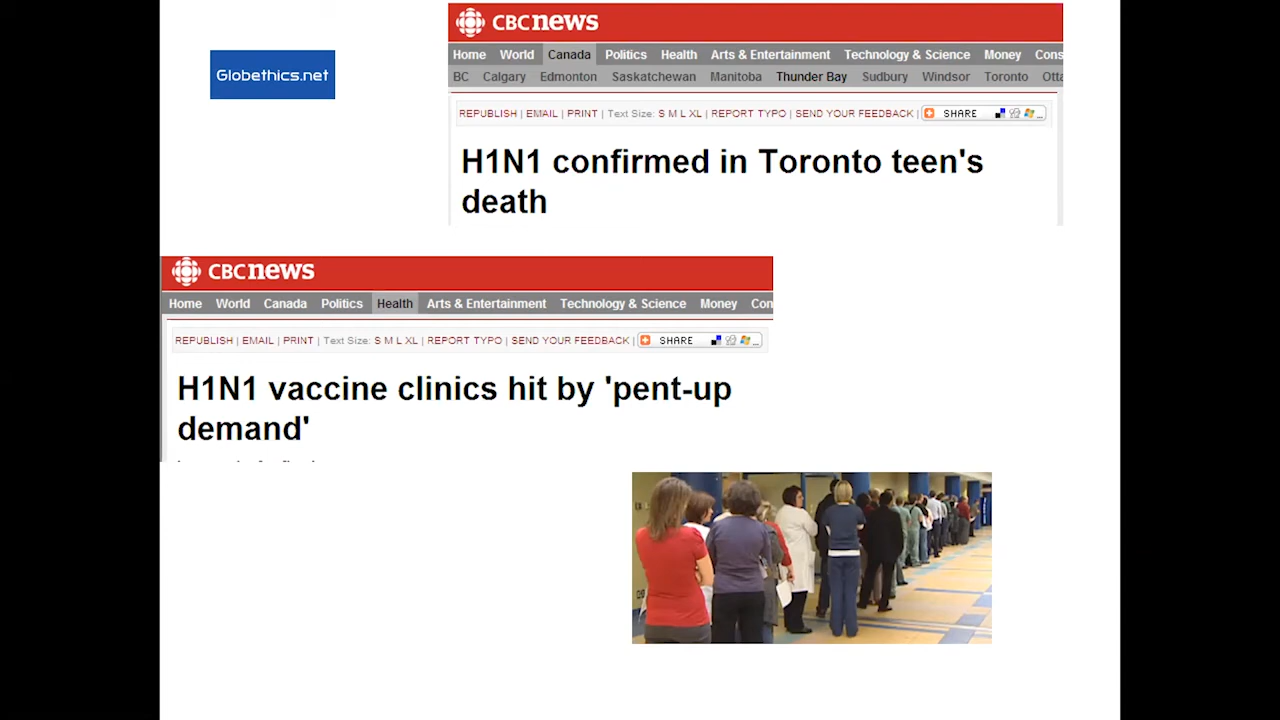 Globethics.net
CBCnews
Home World Canada Politics Health Arts & Entertainment Technology & Science Money Cons
BC Calgary Edmonton Saskatchewan Manitoba Thunder Bay Sudbury Windsor Toronto Otta
REPUBLISH | EMAIL | PRINT | Text Size: S M L XL | REPORT TYPO | SEND YOUR FEEDBACK | SHARE ...
H1N1 confirmed in Toronto teen's
death
CBCnews
Home World Canada Politics Health Arts & Entertainment Technology & Science Money Con
REPUBLISH | EMAIL | PRINT | Text Size: S M L XL | REPORT TYPO | SEND YOUR FEEDBACK | SHARE ...
H1N1 vaccine clinics hit by 'pent-up
demand'